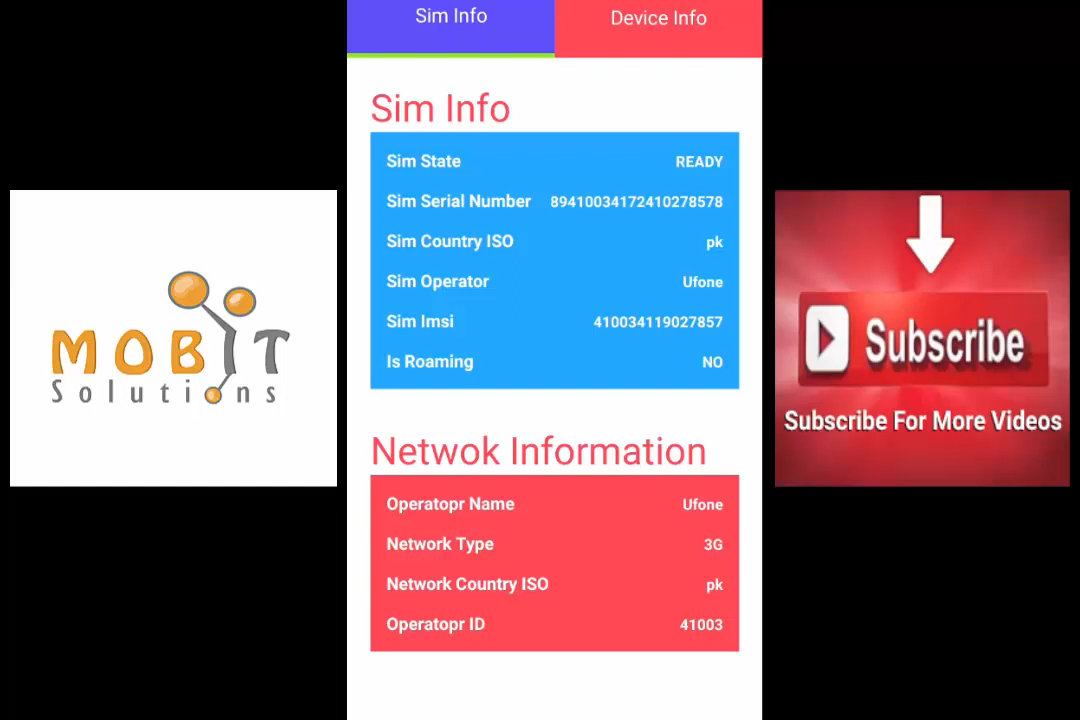 Sim Info
Device Info
Sim Info
Sim State READY
Sim Serial Number 89410034172410278578
Sim Country ISO pk
Sim Operator Ufone
Sim Imsi 410034119027857
Is Roaming NO
Netwok Information
Operatopr Name Ufone
Network Type 3G
Network Country ISO pk
Operatopr ID 41003
MOBIT
Solutions
Subscribe
Subscribe For More Videos